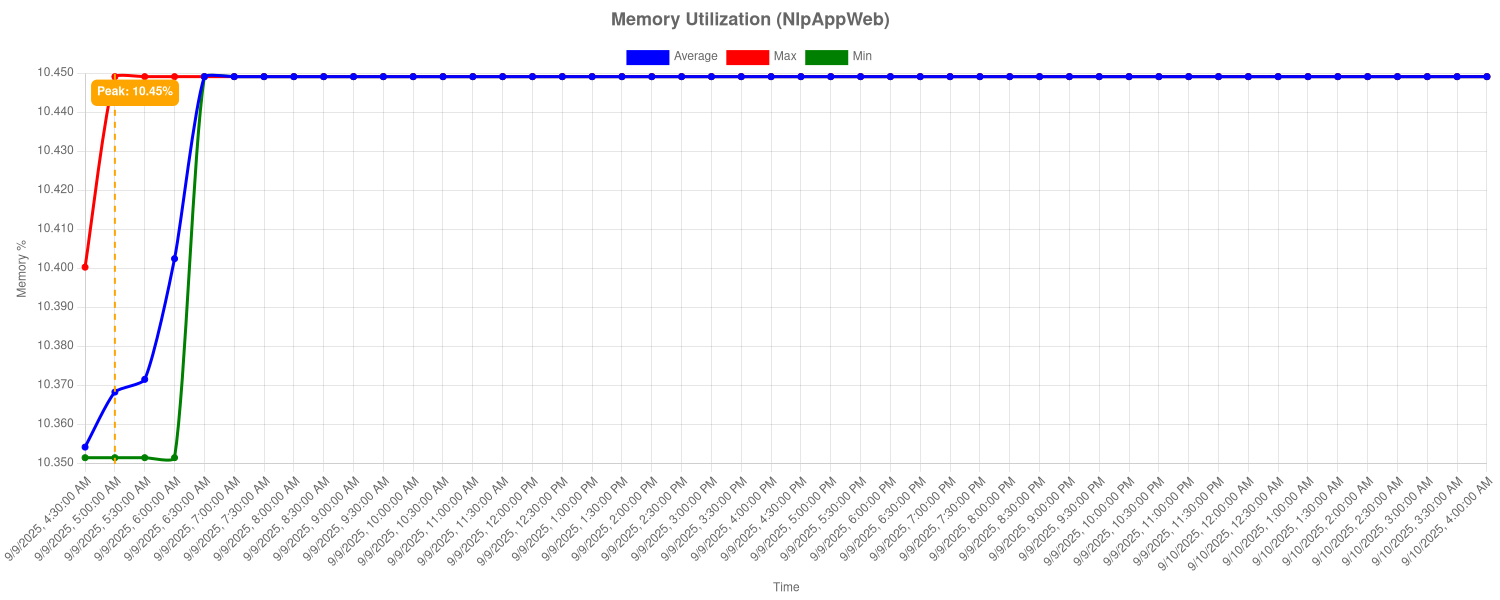 Memory Utilization (NlpAppWeb)
Average Max Min
10.450
Peak: 10.45%
10.440
10.430
10.420
10.410
10.400
10.390
10.380
10.370
10.360
10.350
Memory %
9/9/2025, 4:30:00 AM
9/9/2025, 5:00:00 AM
9/9/2025, 5:30:00 AM
9/9/2025, 6:00:00 AM
9/9/2025, 6:30:00 AM
9/9/2025, 7:00:00 AM
9/9/2025, 7:30:00 AM
9/9/2025, 8:00:00 AM
9/9/2025, 8:30:00 AM
9/9/2025, 9:00:00 AM
9/9/2025, 9:30:00 AM
9/9/2025, 10:00:00 AM
9/9/2025, 10:30:00 AM
9/9/2025, 11:00:00 AM
9/9/2025, 11:30:00 AM
9/9/2025, 12:00:00 PM
9/9/2025, 12:30:00 PM
9/9/2025, 1:00:00 PM
9/9/2025, 1:30:00 PM
9/9/2025, 2:00:00 PM
9/9/2025, 2:30:00 PM
9/9/2025, 3:00:00 PM
9/9/2025, 3:30:00 PM
9/9/2025, 4:00:00 PM
9/9/2025, 4:30:00 PM
9/9/2025, 5:00:00 PM
9/9/2025, 5:30:00 PM
9/9/2025, 6:00:00 PM
9/9/2025, 6:30:00 PM
9/9/2025, 7:00:00 PM
9/9/2025, 7:30:00 PM
9/9/2025, 8:00:00 PM
9/9/2025, 8:30:00 PM
9/9/2025, 9:00:00 PM
9/9/2025, 9:30:00 PM
9/9/2025, 10:00:00 PM
9/9/2025, 10:30:00 PM
9/9/2025, 11:00:00 PM
9/9/2025, 11:30:00 PM
9/10/2025, 12:00:00 AM
9/10/2025, 12:30:00 AM
9/10/2025, 1:00:00 AM
9/10/2025, 1:30:00 AM
9/10/2025, 2:00:00 AM
9/10/2025, 2:30:00 AM
9/10/2025, 3:00:00 AM
9/10/2025, 3:30:00 AM
9/10/2025, 4:00:00 AM
Time